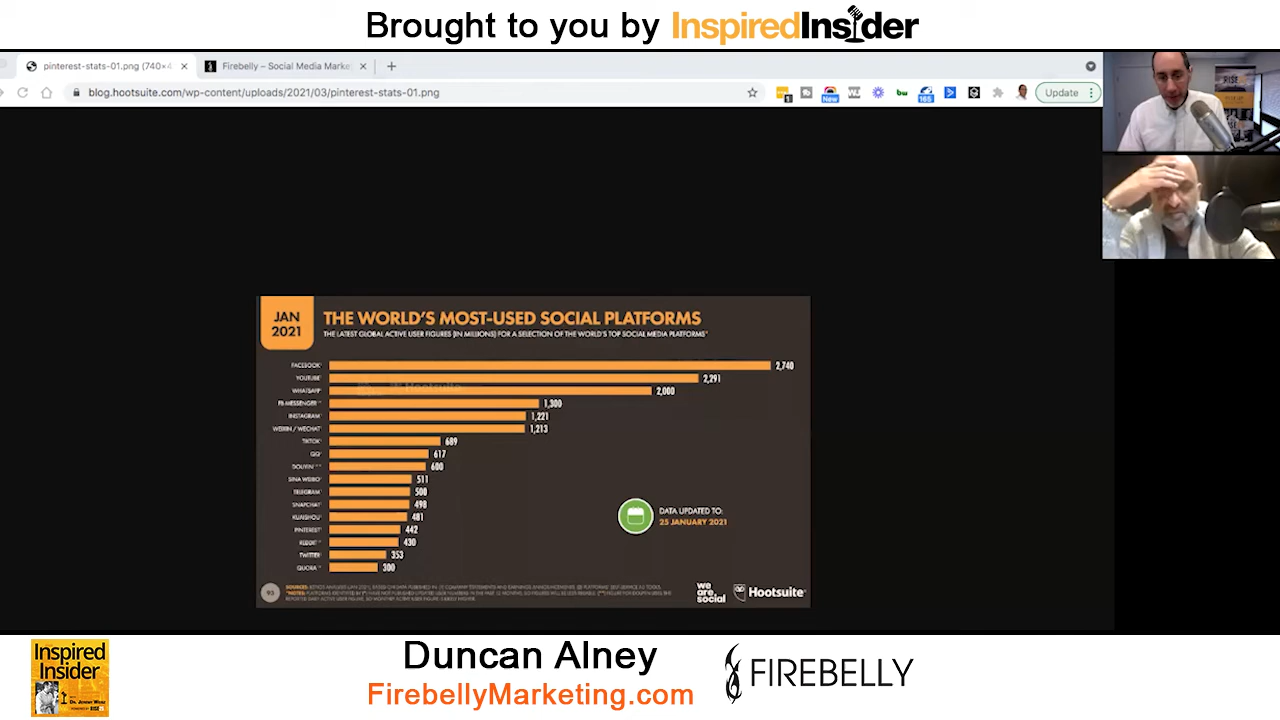 Brought to you by InspiredInsider
pinterest-stats-01.png (740×4
Firebelly – Social Media Marke
blog.hootsuite.com/wp-content/uploads/2021/03/pinterest-stats-01.png
New
165
Update
RISE
JAN
2021
THE WORLD'S MOST-USED SOCIAL PLATFORMS
THE LATEST GLOBAL ACTIVE USER FIGURES (IN MILLIONS) FOR A SELECTION OF THE WORLD'S TOP SOCIAL MEDIA PLATFORMS*
FACEBOOK 2,740
YOUTUBE 2,291
WHATSAPP 2,000
FB MESSENGER 1,300
INSTAGRAM 1,221
WEIXIN / WECHAT 1,213
TIKTOK 689
QQ 617
DOUYIN 600
SINA WEIBO 511
TELEGRAM 500
SNAPCHAT 498
KUAISHOU 481
PINTEREST 442
REDDIT 430
TWITTER 353
QUORA 300
DATA UPDATED TO:
25 JANUARY 2021
93
we
are
social
Hootsuite
Inspired
Insider
Duncan Alney
FirebellyMarketing.com
FIREBELLY